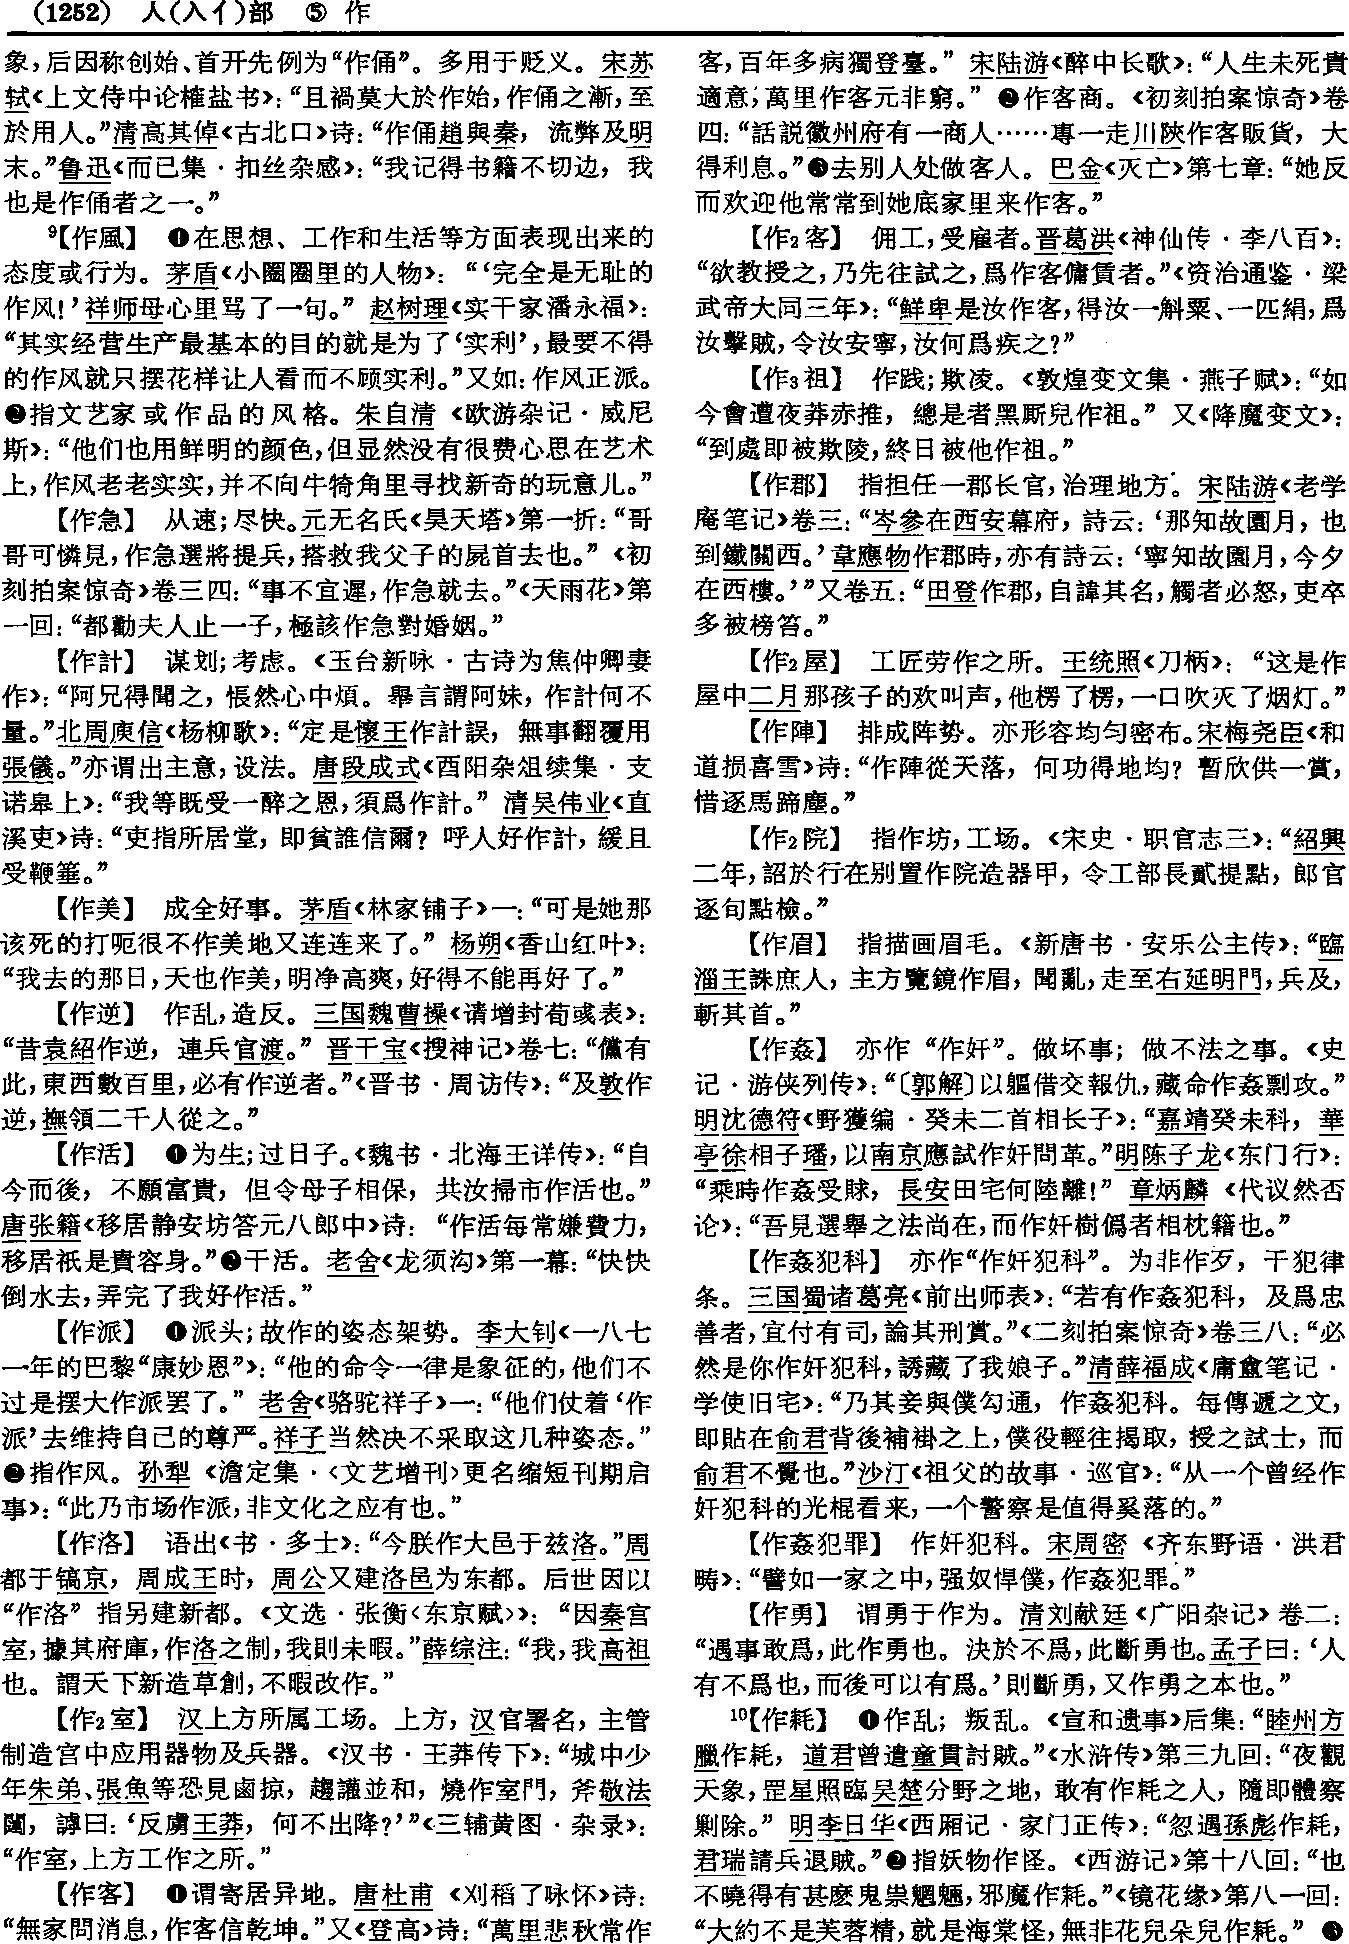 (1252) 人(入亻)部 ⑤ 作
象，后因称创始、首开先例为“作俑”。多用于贬义。宋苏
轼《上文侍中论榷盐书》：“且禍莫大於作始，作俑之漸，至
於用人。”清高其倬《古北口》诗：“作俑趙與秦，流弊及明
末。”鲁迅《而已集·扣丝杂感》：“我记得书籍不切边，我
也是作俑者之一。”
⁹【作風】 ❶在思想、工作和生活等方面表现出来的
态度或行为。茅盾《小圈圈里的人物》：“‘完全是无耻的
作风！’祥师母心里骂了一句。”赵树理《实干家潘永福》：
“其实经营生产最基本的目的就是为了‘实利’，最要不得
的作风就只摆花样让人看而不顾实利。”又如：作风正派。
❷指文艺家或作品的风格。朱自清《欧游杂记·威尼
斯》：“他们也用鲜明的颜色，但显然没有很费心思在艺术
上，作风老老实实，并不向牛犄角里寻找新奇的玩意儿。”
【作急】 从速；尽快。元无名氏《昊天塔》第一折：“哥
哥可憐見，作急選將提兵，搭救我父子的屍首去也。”《初
刻拍案惊奇》卷三四：“事不宜遲，作急就去。”《天雨花》第
一回：“都勸夫人止一子，極該作急對婚姻。”
【作計】 谋划；考虑。《玉台新咏·古诗为焦仲卿妻
作》：“阿兄得聞之，悵然心中煩。舉言謂阿妹，作計何不
量。”北周庾信《杨柳歌》：“定是懷王作計誤，無事翻覆用
張儀。”亦谓出主意，设法。唐段成式《酉阳杂俎续集·支
诺皋上》：“我等既受一醉之恩，須爲作計。”清吴伟业《直
溪吏》诗：“吏指所居堂，即貧誰信爾？呼人好作計，緩且
受鞭箠。”
【作美】 成全好事。茅盾《林家铺子》一：“可是她那
该死的打呃很不作美地又连连来了。”杨朔《香山红叶》：
“我去的那日，天也作美，明净高爽，好得不能再好了。”
【作逆】 作乱，造反。三国魏曹操《请增封荀彧表》：
“昔袁紹作逆，連兵官渡。”晋干宝《搜神记》卷七：“儻有
此，東西數百里，必有作逆者。”《晋书·周访传》：“及敦作
逆，撫領二千人從之。”
【作活】 ❶为生；过日子。《魏书·北海王详传》：“自
今而後，不願富貴，但令母子相保，共汝掃市作活也。”
唐张籍《移居静安坊答元八郎中》诗：“作活每常嫌費力，
移居祇是貴容身。”❷干活。老舍《龙须沟》第一幕：“快快
倒水去，弄完了我好作活。”
【作派】 ❶派头；故作的姿态架势。李大钊《一八七
一年的巴黎“康妙恩”》：“他的命令一律是象征的，他们不
过是摆大作派罢了。”老舍《骆驼祥子》一：“他们仗着‘作
派’去维持自己的尊严。祥子当然决不采取这几种姿态。”
❷指作风。孙犁《澹定集·〈文艺增刊〉更名缩短刊期启
事》：“此乃市场作派，非文化之应有也。”
【作洛】 语出《书·多士》：“今朕作大邑于兹洛。”周
都于镐京，周成王时，周公又建洛邑为东都。后世因以
“作洛”指另建新都。《文选·张衡〈东京赋〉》：“因秦宫
室，據其府庫，作洛之制，我則未暇。”薛综注：“我，我高祖
也。謂天下新造草創，不暇改作。”
【作₂室】 汉上方所属工场。上方，汉官署名，主管
制造宫中应用器物及兵器。《汉书·王莽传下》：“城中少
年朱弟、張魚等恐見鹵掠，趨讙並和，燒作室門，斧敬法
闥，謼曰：‘反虜王莽，何不出降？’”《三辅黄图·杂录》：
“作室，上方工作之所。”
【作客】 ❶谓寄居异地。唐杜甫《刈稻了咏怀》诗：
“無家問消息，作客信乾坤。”又《登高》诗：“萬里悲秋常作
客，百年多病獨登臺。”宋陆游《醉中长歌》：“人生未死貴
適意，萬里作客元非窮。”❷作客商。《初刻拍案惊奇》卷
四：“話説徽州府有一商人……專一走川陝作客販貨，大
得利息。”❸去别人处做客人。巴金《灭亡》第七章：“她反
而欢迎他常常到她底家里来作客。”
【作₂客】 佣工，受雇者。晋葛洪《神仙传·李八百》：
“欲教授之，乃先往試之，爲作客傭賃者。”《资治通鉴·梁
武帝大同三年》：“鮮卑是汝作客，得汝一斛粟、一匹絹，爲
汝擊賊，令汝安寧，汝何爲疾之？”
【作₃祖】 作践；欺凌。《敦煌变文集·燕子赋》：“如
今會遭夜莽赤推，總是者黑廝兒作祖。”又《降魔变文》：
“到處即被欺陵，終日被他作祖。”
【作郡】 指担任一郡长官，治理地方。宋陆游《老学
庵笔记》卷三：“岑參在西安幕府，詩云：‘那知故園月，也
到鐵關西。’韋應物作郡時，亦有詩云：‘寧知故園月，今夕
在西樓。’”又卷五：“田登作郡，自諱其名，觸者必怒，吏卒
多被榜笞。”
【作₂屋】 工匠劳作之所。王统照《刀柄》：“这是作
屋中二月那孩子的欢叫声，他楞了楞，一口吹灭了烟灯。”
【作陣】 排成阵势。亦形容均匀密布。宋梅尧臣《和
道损喜雪》诗：“作陣從天落，何功得地均？暫欣供一賞，
惜逐馬蹄塵。”
【作₂院】 指作坊，工场。《宋史·职官志三》：“紹興
二年，詔於行在别置作院造器甲，令工部長貳提點，郎官
逐旬點檢。”
【作眉】 指描画眉毛。《新唐书·安乐公主传》：“臨
淄王誅庶人，主方覽鏡作眉，聞亂，走至右延明門，兵及，
斬其首。”
【作姦】 亦作“作奸”。做坏事；做不法之事。《史
记·游侠列传》：“〔郭解〕以軀借交報仇，藏命作姦剽攻。”
明沈德符《野獲编·癸未二首相长子》：“嘉靖癸未科，華
亭徐相子璠，以南京應試作奸問革。”明陈子龙《东门行》：
“乘時作姦受賕，長安田宅何陸離！”章炳麟《代议然否
论》：“吾見選舉之法尚在，而作奸樹僞者相枕籍也。”
【作姦犯科】 亦作“作奸犯科”。为非作歹，干犯律
条。三国蜀诸葛亮《前出师表》：“若有作姦犯科，及爲忠
善者，宜付有司，論其刑賞。”《二刻拍案惊奇》卷三八：“必
然是你作奸犯科，誘藏了我娘子。”清薛福成《庸盦笔记·
学使旧宅》：“乃其妾與僕勾通，作姦犯科。每傳遞之文，
即貼在俞君背後補褂之上，僕役輕往揭取，授之試士，而
俞君不覺也。”沙汀《祖父的故事·巡官》：“从一个曾经作
奸犯科的光棍看来，一个警察是值得奚落的。”
【作姦犯罪】 作奸犯科。宋周密《齐东野语·洪君
畴》：“譬如一家之中，强奴悍僕，作姦犯罪。”
【作勇】 谓勇于作为。清刘献廷《广阳杂记》卷二：
“遇事敢爲，此作勇也。決於不爲，此斷勇也。孟子曰：‘人
有不爲也，而後可以有爲。’則斷勇，又作勇之本也。”
¹⁰【作耗】 ❶作乱；叛乱。《宣和遗事》后集：“睦州方
臘作耗，道君曾遣童貫討賊。”《水浒传》第三九回：“夜觀
天象，罡星照臨吴楚分野之地，敢有作耗之人，隨即體察
剿除。”明李日华《西厢记·家门正传》：“忽遇孫彪作耗，
君瑞請兵退賊。”❷指妖物作怪。《西游记》第十八回：“也
不曉得有甚麽鬼祟魍魎，邪魔作耗。”《镜花缘》第八一回：
“大約不是芙蓉精，就是海棠怪，無非花兒朵兒作耗。”❸